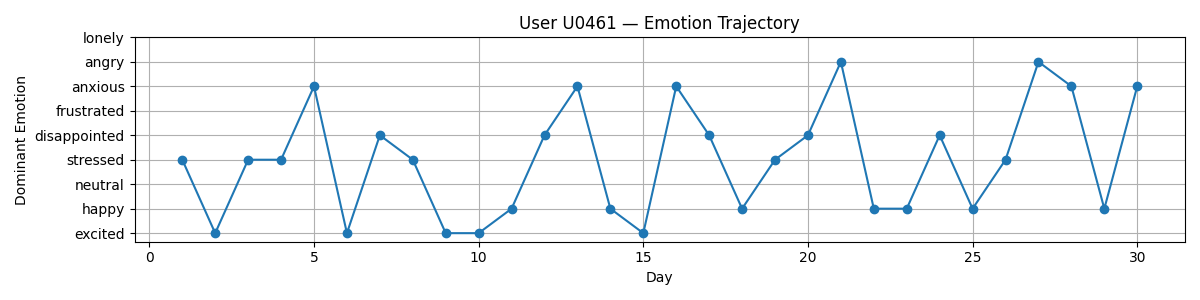 User U0461 — Emotion Trajectory
lonely
angry
anxious
frustrated
disappointed
stressed
neutral
happy
excited
Dominant Emotion
0 5 10 15 20 25 30
Day